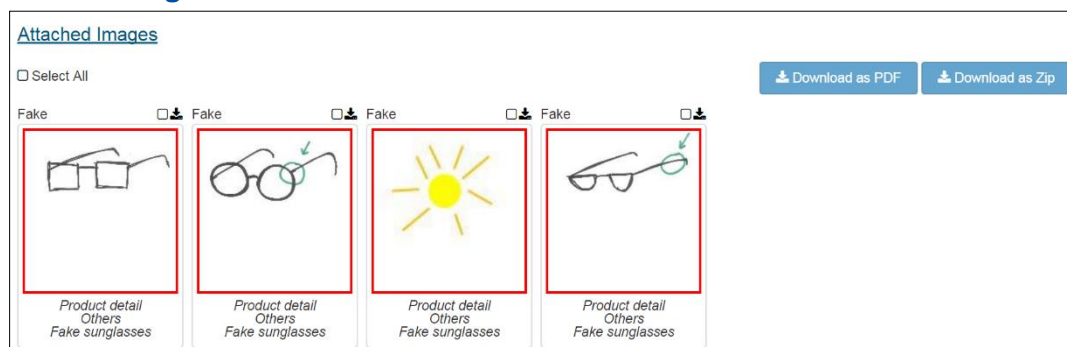 Attached Images
Select All
Download as PDF Download as Zip
Fake Fake Fake Fake
Product detail Product detail Product detail Product detail
Others Others Others Others
Fake sunglasses Fake sunglasses Fake sunglasses Fake sunglasses